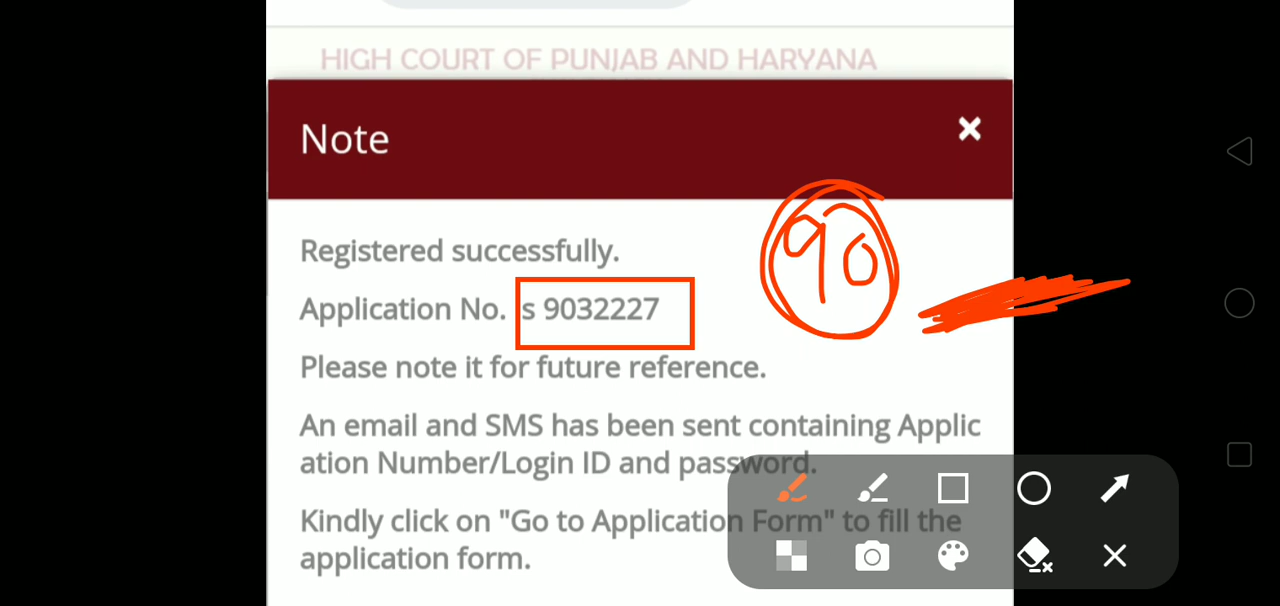 HIGH COURT OF PUNJAB AND HARYANA
Note
90
Registered successfully.
Application No. s 9032227
Please note it for future reference.
An email and SMS has been sent containing Applic
ation Number/Login ID and password.
Kindly click on "Go to Application Form" to fill the
application form.